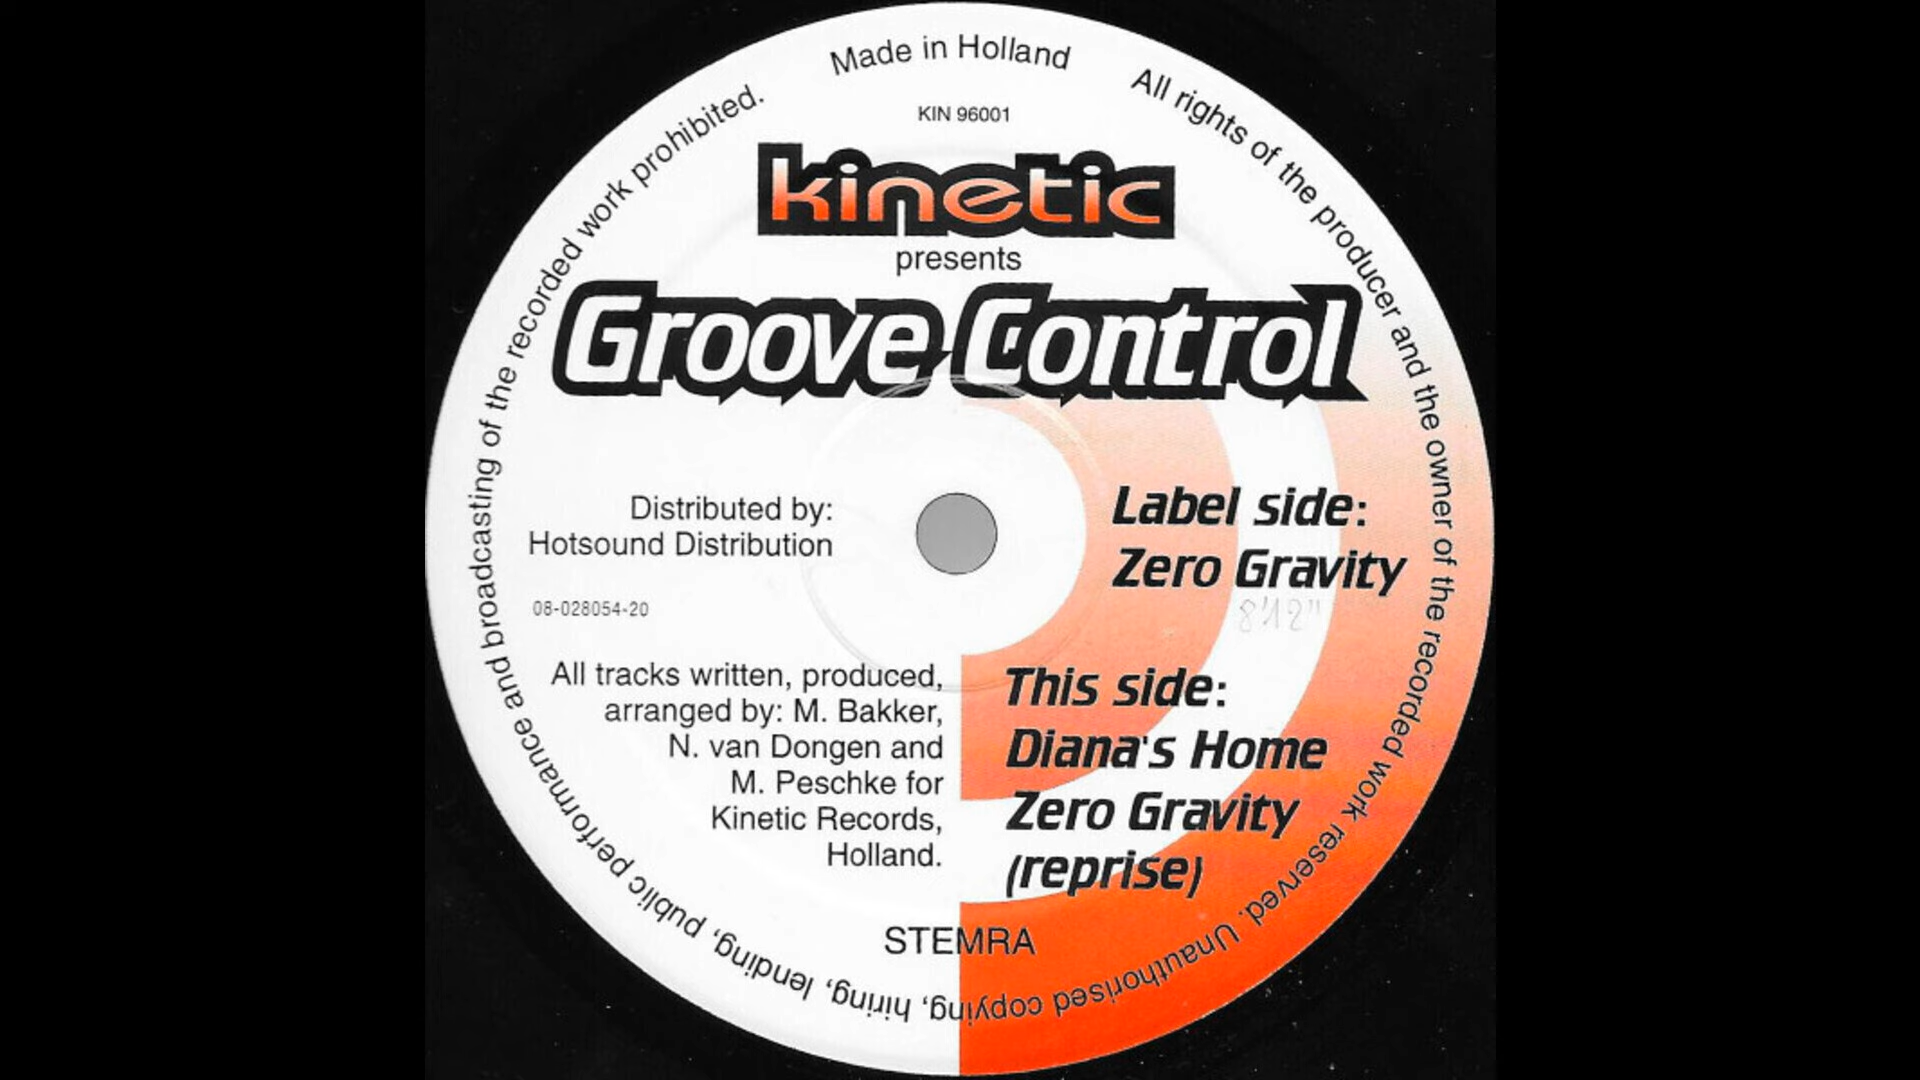 Made in Holland
All rights of the producer and the owner of the recorded work reserved. Unauthorised copying, hiring, lending, public performance and broadcasting of the recorded work prohibited.
KIN 96001
kinetic
presents
Groove Control
Distributed by:
Hotsound Distribution
08-028054-20
All tracks written, produced,
arranged by: M. Bakker,
N. van Dongen and
M. Peschke for
Kinetic Records,
Holland.
Label side:
Zero Gravity
8'12"
This side:
Diana's Home
Zero Gravity
(reprise)
STEMRA